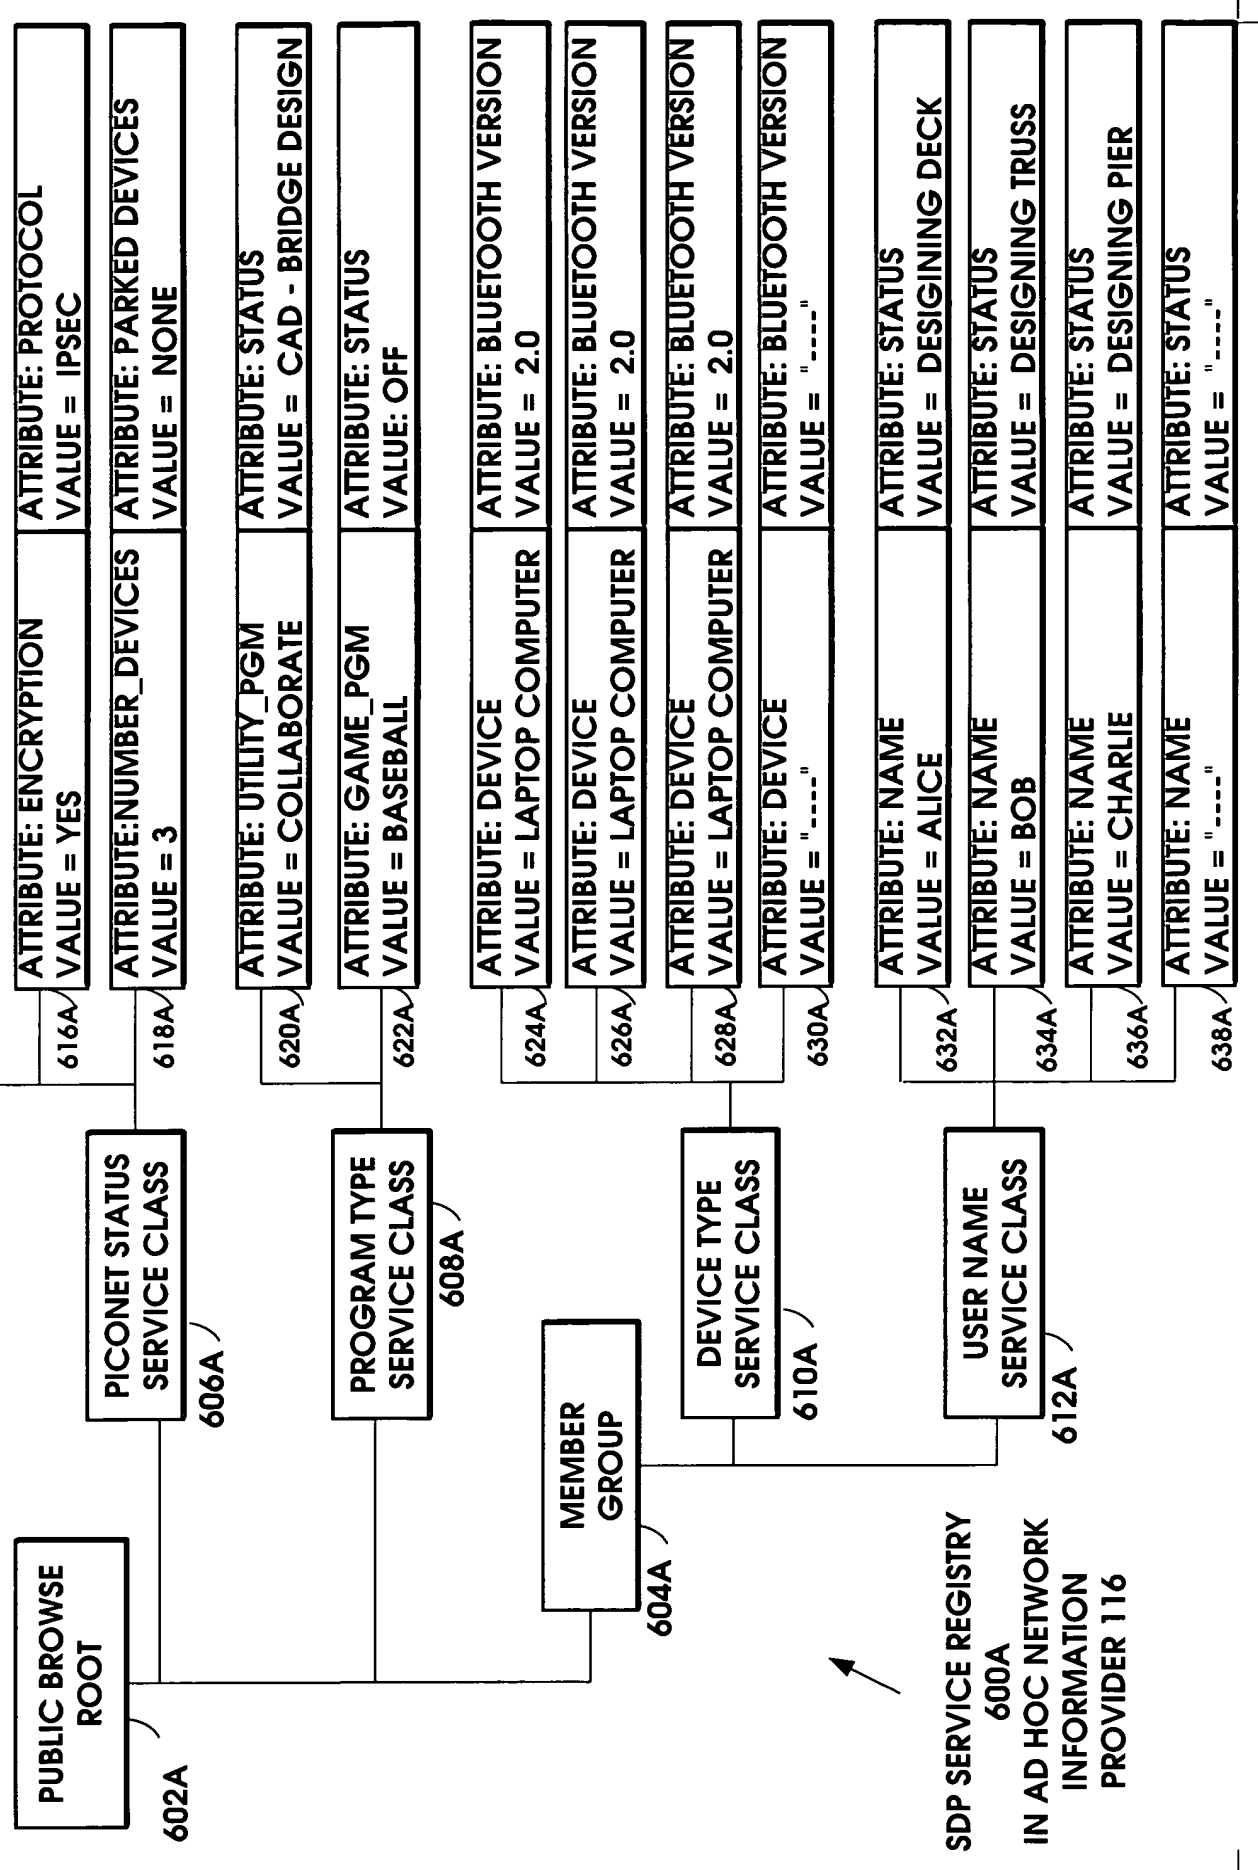 PUBLIC BROWSE
ROOT
602A
PICONET STATUS
SERVICE CLASS
606A
ATTRIBUTE: ENCRYPTION
VALUE = YES
ATTRIBUTE: PROTOCOL
VALUE = IPSEC
616A
ATTRIBUTE:NUMBER_DEVICES
VALUE = 3
ATTRIBUTE: PARKED DEVICES
VALUE = NONE
618A
PROGRAM TYPE
SERVICE CLASS
608A
ATTRIBUTE: UTILITY_PGM
VALUE = COLLABORATE
ATTRIBUTE: STATUS
VALUE = CAD - BRIDGE DESIGN
620A
ATTRIBUTE: GAME_PGM
VALUE = BASEBALL
ATTRIBUTE: STATUS
VALUE: OFF
622A
MEMBER
GROUP
604A
DEVICE TYPE
SERVICE CLASS
610A
ATTRIBUTE: DEVICE
VALUE = LAPTOP COMPUTER
ATTRIBUTE: BLUETOOTH VERSION
VALUE = 2.0
624A
ATTRIBUTE: DEVICE
VALUE = LAPTOP COMPUTER
ATTRIBUTE: BLUETOOTH VERSION
VALUE = 2.0
626A
ATTRIBUTE: DEVICE
VALUE = LAPTOP COMPUTER
ATTRIBUTE: BLUETOOTH VERSION
VALUE = 2.0
628A
ATTRIBUTE: DEVICE
VALUE = "----"
ATTRIBUTE: BLUETOOTH VERSION
VALUE = "----"
630A
USER NAME
SERVICE CLASS
612A
ATTRIBUTE: NAME
VALUE = ALICE
ATTRIBUTE: STATUS
VALUE = DESIGINING DECK
632A
ATTRIBUTE: NAME
VALUE = BOB
ATTRIBUTE: STATUS
VALUE = DESIGNING TRUSS
634A
ATTRIBUTE: NAME
VALUE = CHARLIE
ATTRIBUTE: STATUS
VALUE = DESIGNING PIER
636A
ATTRIBUTE: NAME
VALUE = "----"
ATTRIBUTE: STATUS
VALUE = "----"
638A
SDP SERVICE REGISTRY
600A
IN AD HOC NETWORK
INFORMATION
PROVIDER 116